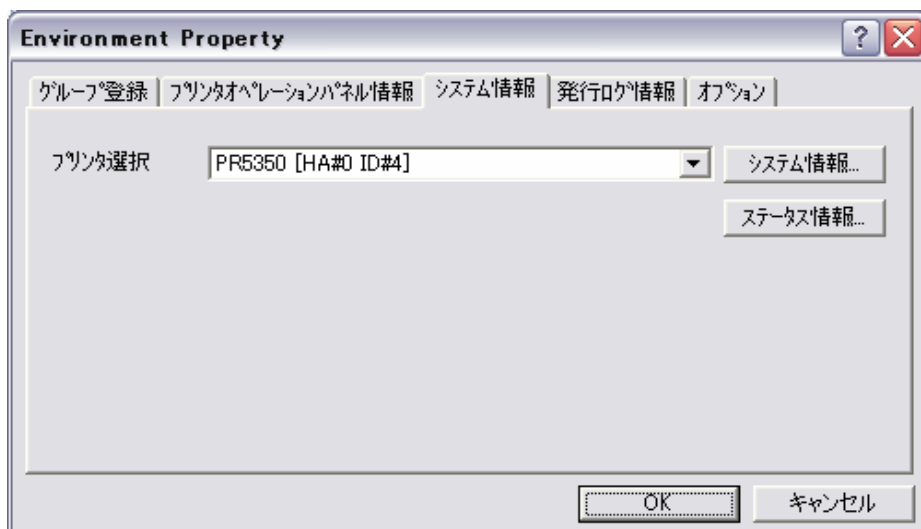 Environment Property
グループ登録 プリンタオペレーションパネル情報 システム情報 発行ログ情報 オプション
プリンタ選択 PR5350 [HA#0 ID#4] システム情報...
ステータス情報...
OK キャンセル